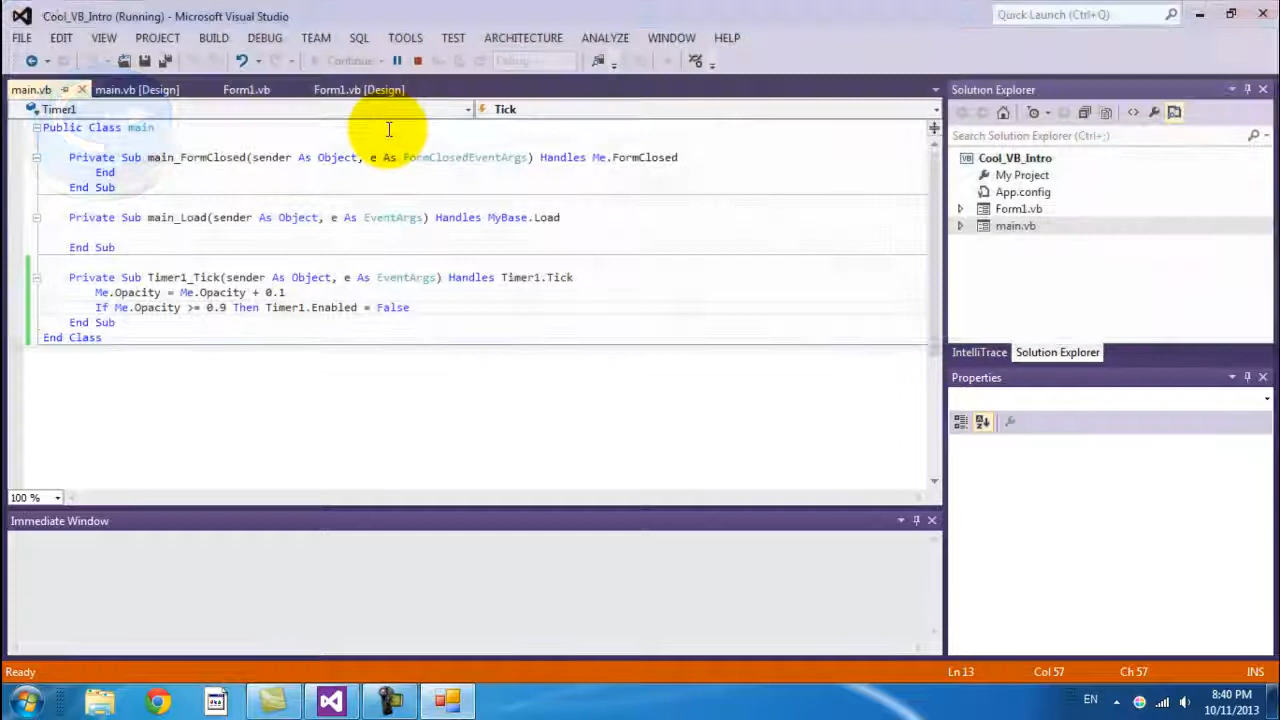 Cool_VB_Intro (Running) - Microsoft Visual Studio
Quick Launch (Ctrl+Q)
FILE EDIT VIEW PROJECT BUILD DEBUG TEAM SQL TOOLS TEST ARCHITECTURE ANALYZE WINDOW HELP
Continue Debug
main.vb main.vb [Design] Form1.vb Form1.vb [Design]
Timer1 Tick
Public Class main
Private Sub main_FormClosed(sender As Object, e As FormClosedEventArgs) Handles Me.FormClosed
End
End Sub
Private Sub main_Load(sender As Object, e As EventArgs) Handles MyBase.Load
End Sub
Private Sub Timer1_Tick(sender As Object, e As EventArgs) Handles Timer1.Tick
Me.Opacity = Me.Opacity + 0.1
If Me.Opacity >= 0.9 Then Timer1.Enabled = False
End Sub
End Class
100 %
Immediate Window
Solution Explorer
Search Solution Explorer (Ctrl+;)
Cool_VB_Intro
My Project
App.config
Form1.vb
main.vb
IntelliTrace Solution Explorer
Properties
Ready Ln 13 Col 57 Ch 57 INS
EN
8:40 PM
10/11/2013